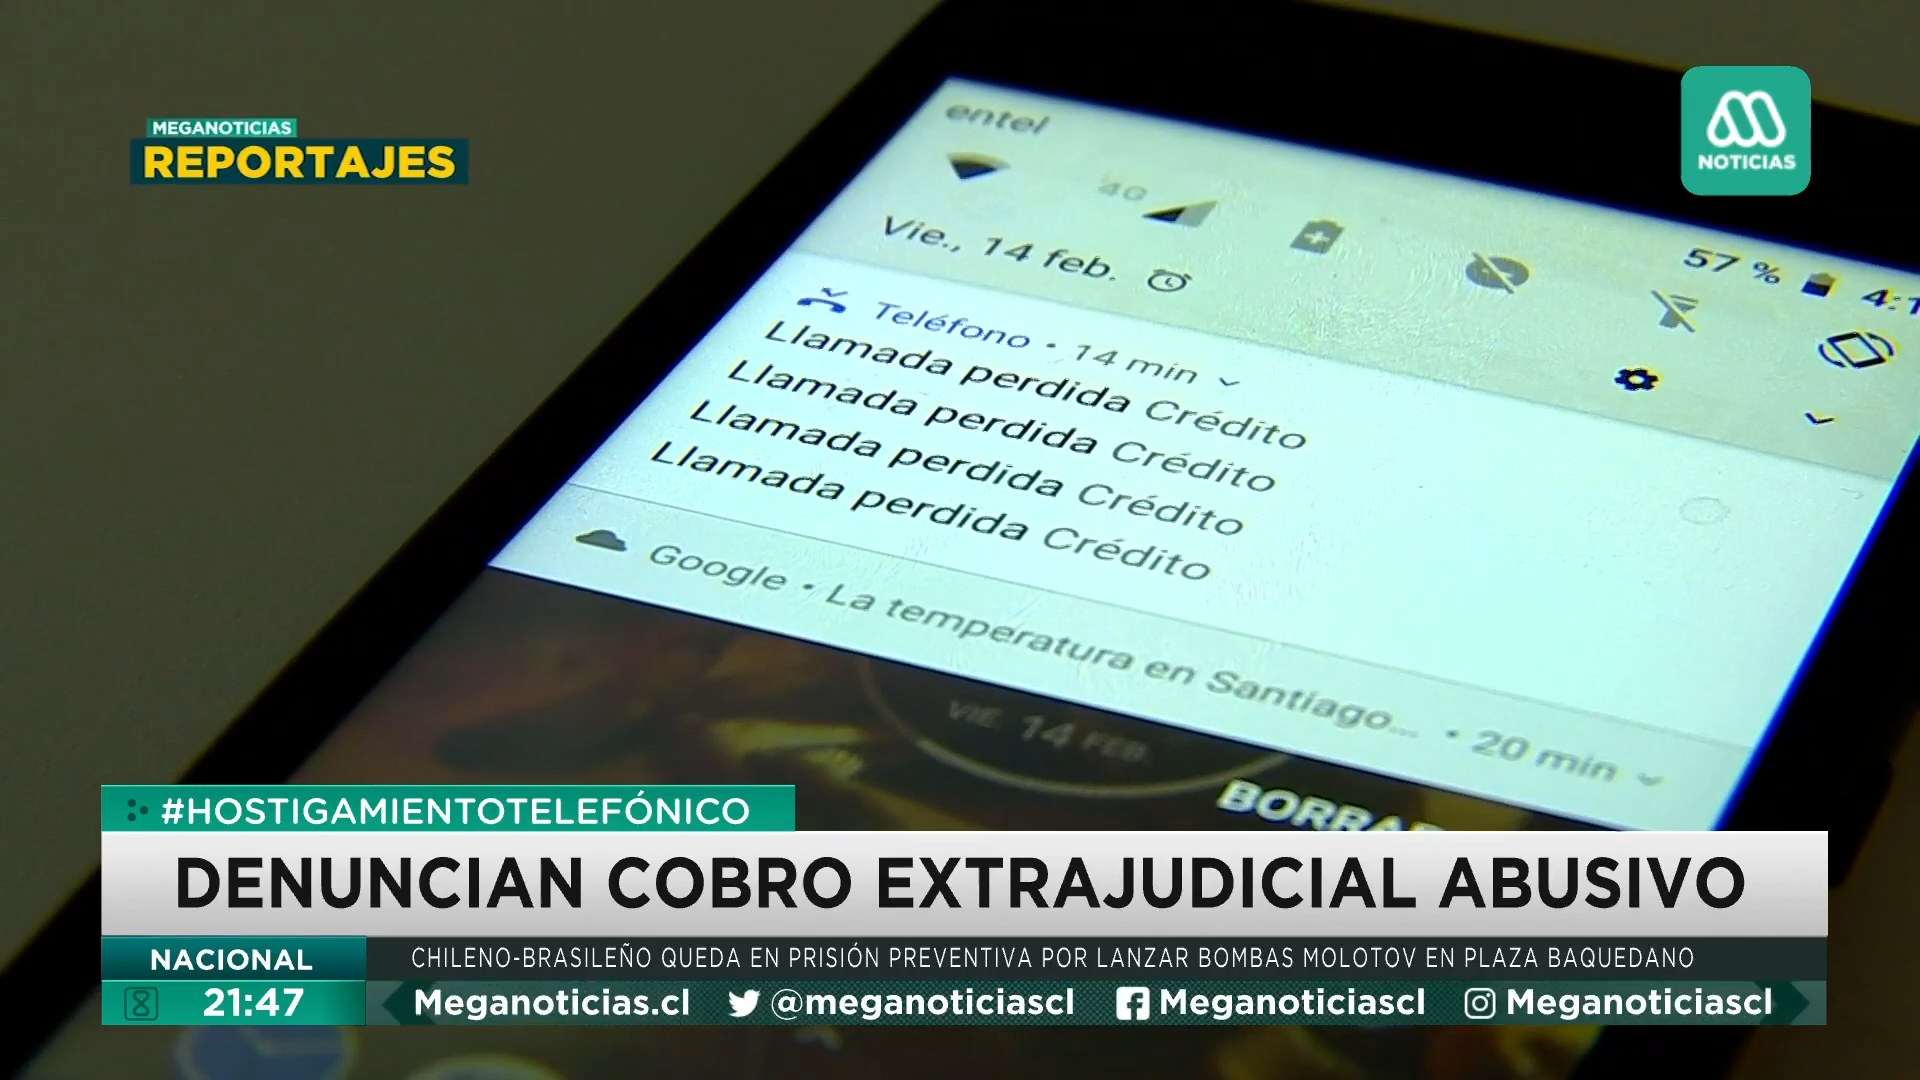 MEGANOTICIAS
REPORTAJES
NOTICIAS
entel
4G
57 %
Vie., 14 feb.
Teléfono • 14 min
Llamada perdida Crédito
Llamada perdida Crédito
Llamada perdida Crédito
Llamada perdida Crédito
Google • La temperatura en Santiago... • 20 min
VIE. 14 FEB.
#HOSTIGAMIENTOTELEFÓNICO
DENUNCIAN COBRO EXTRAJUDICIAL ABUSIVO
NACIONAL
CHILENO-BRASILEÑO QUEDA EN PRISIÓN PREVENTIVA POR LANZAR BOMBAS MOLOTOV EN PLAZA BAQUEDANO
21:47
Meganoticias.cl @meganoticiascl Meganoticiascl Meganoticiascl